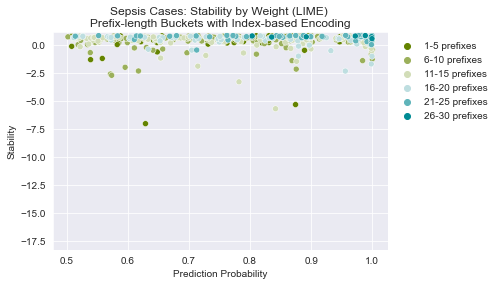 Sepsis Cases: Stability by Weight (LIME)
Prefix-length Buckets with Index-based Encoding
1-5 prefixes
6-10 prefixes
11-15 prefixes
16-20 prefixes
21-25 prefixes
26-30 prefixes
Stability
0.0
−2.5
−5.0
−7.5
−10.0
−12.5
−15.0
−17.5
0.5 0.6 0.7 0.8 0.9 1.0
Prediction Probability